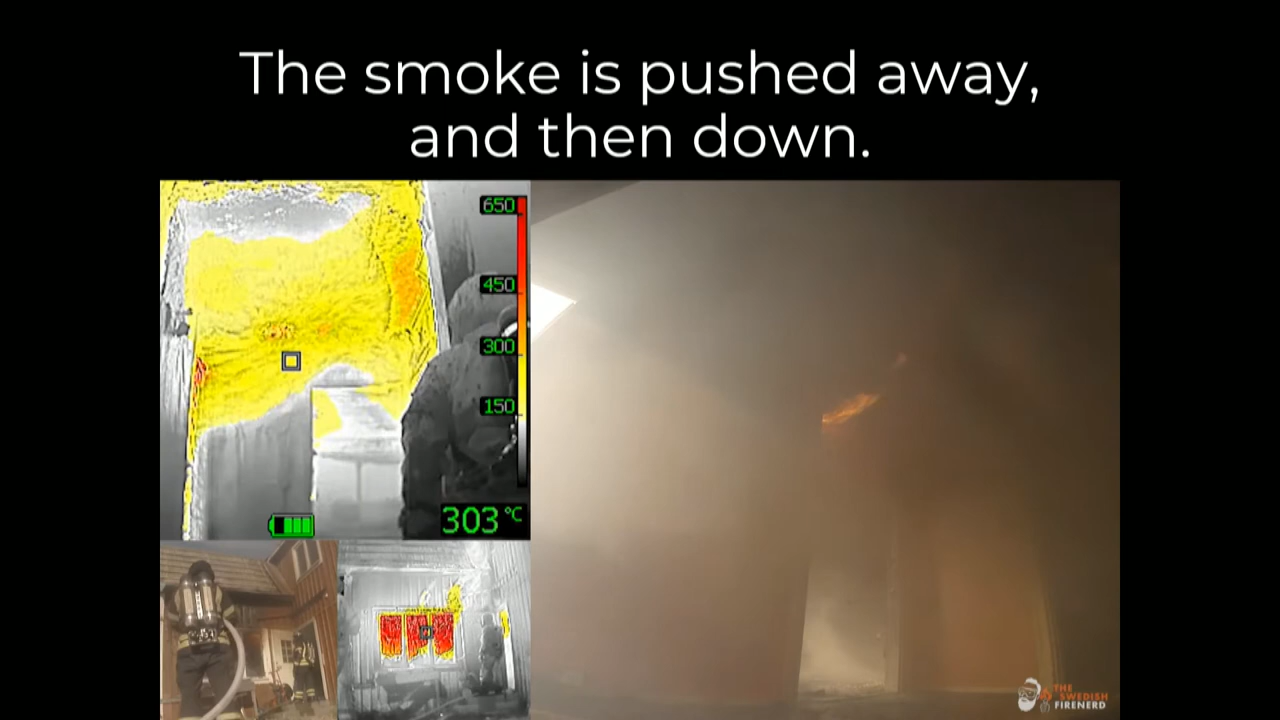 The smoke is pushed away,
and then down.
650
450
300
150
303 °C
THE
SWEDISH
FIRENERD